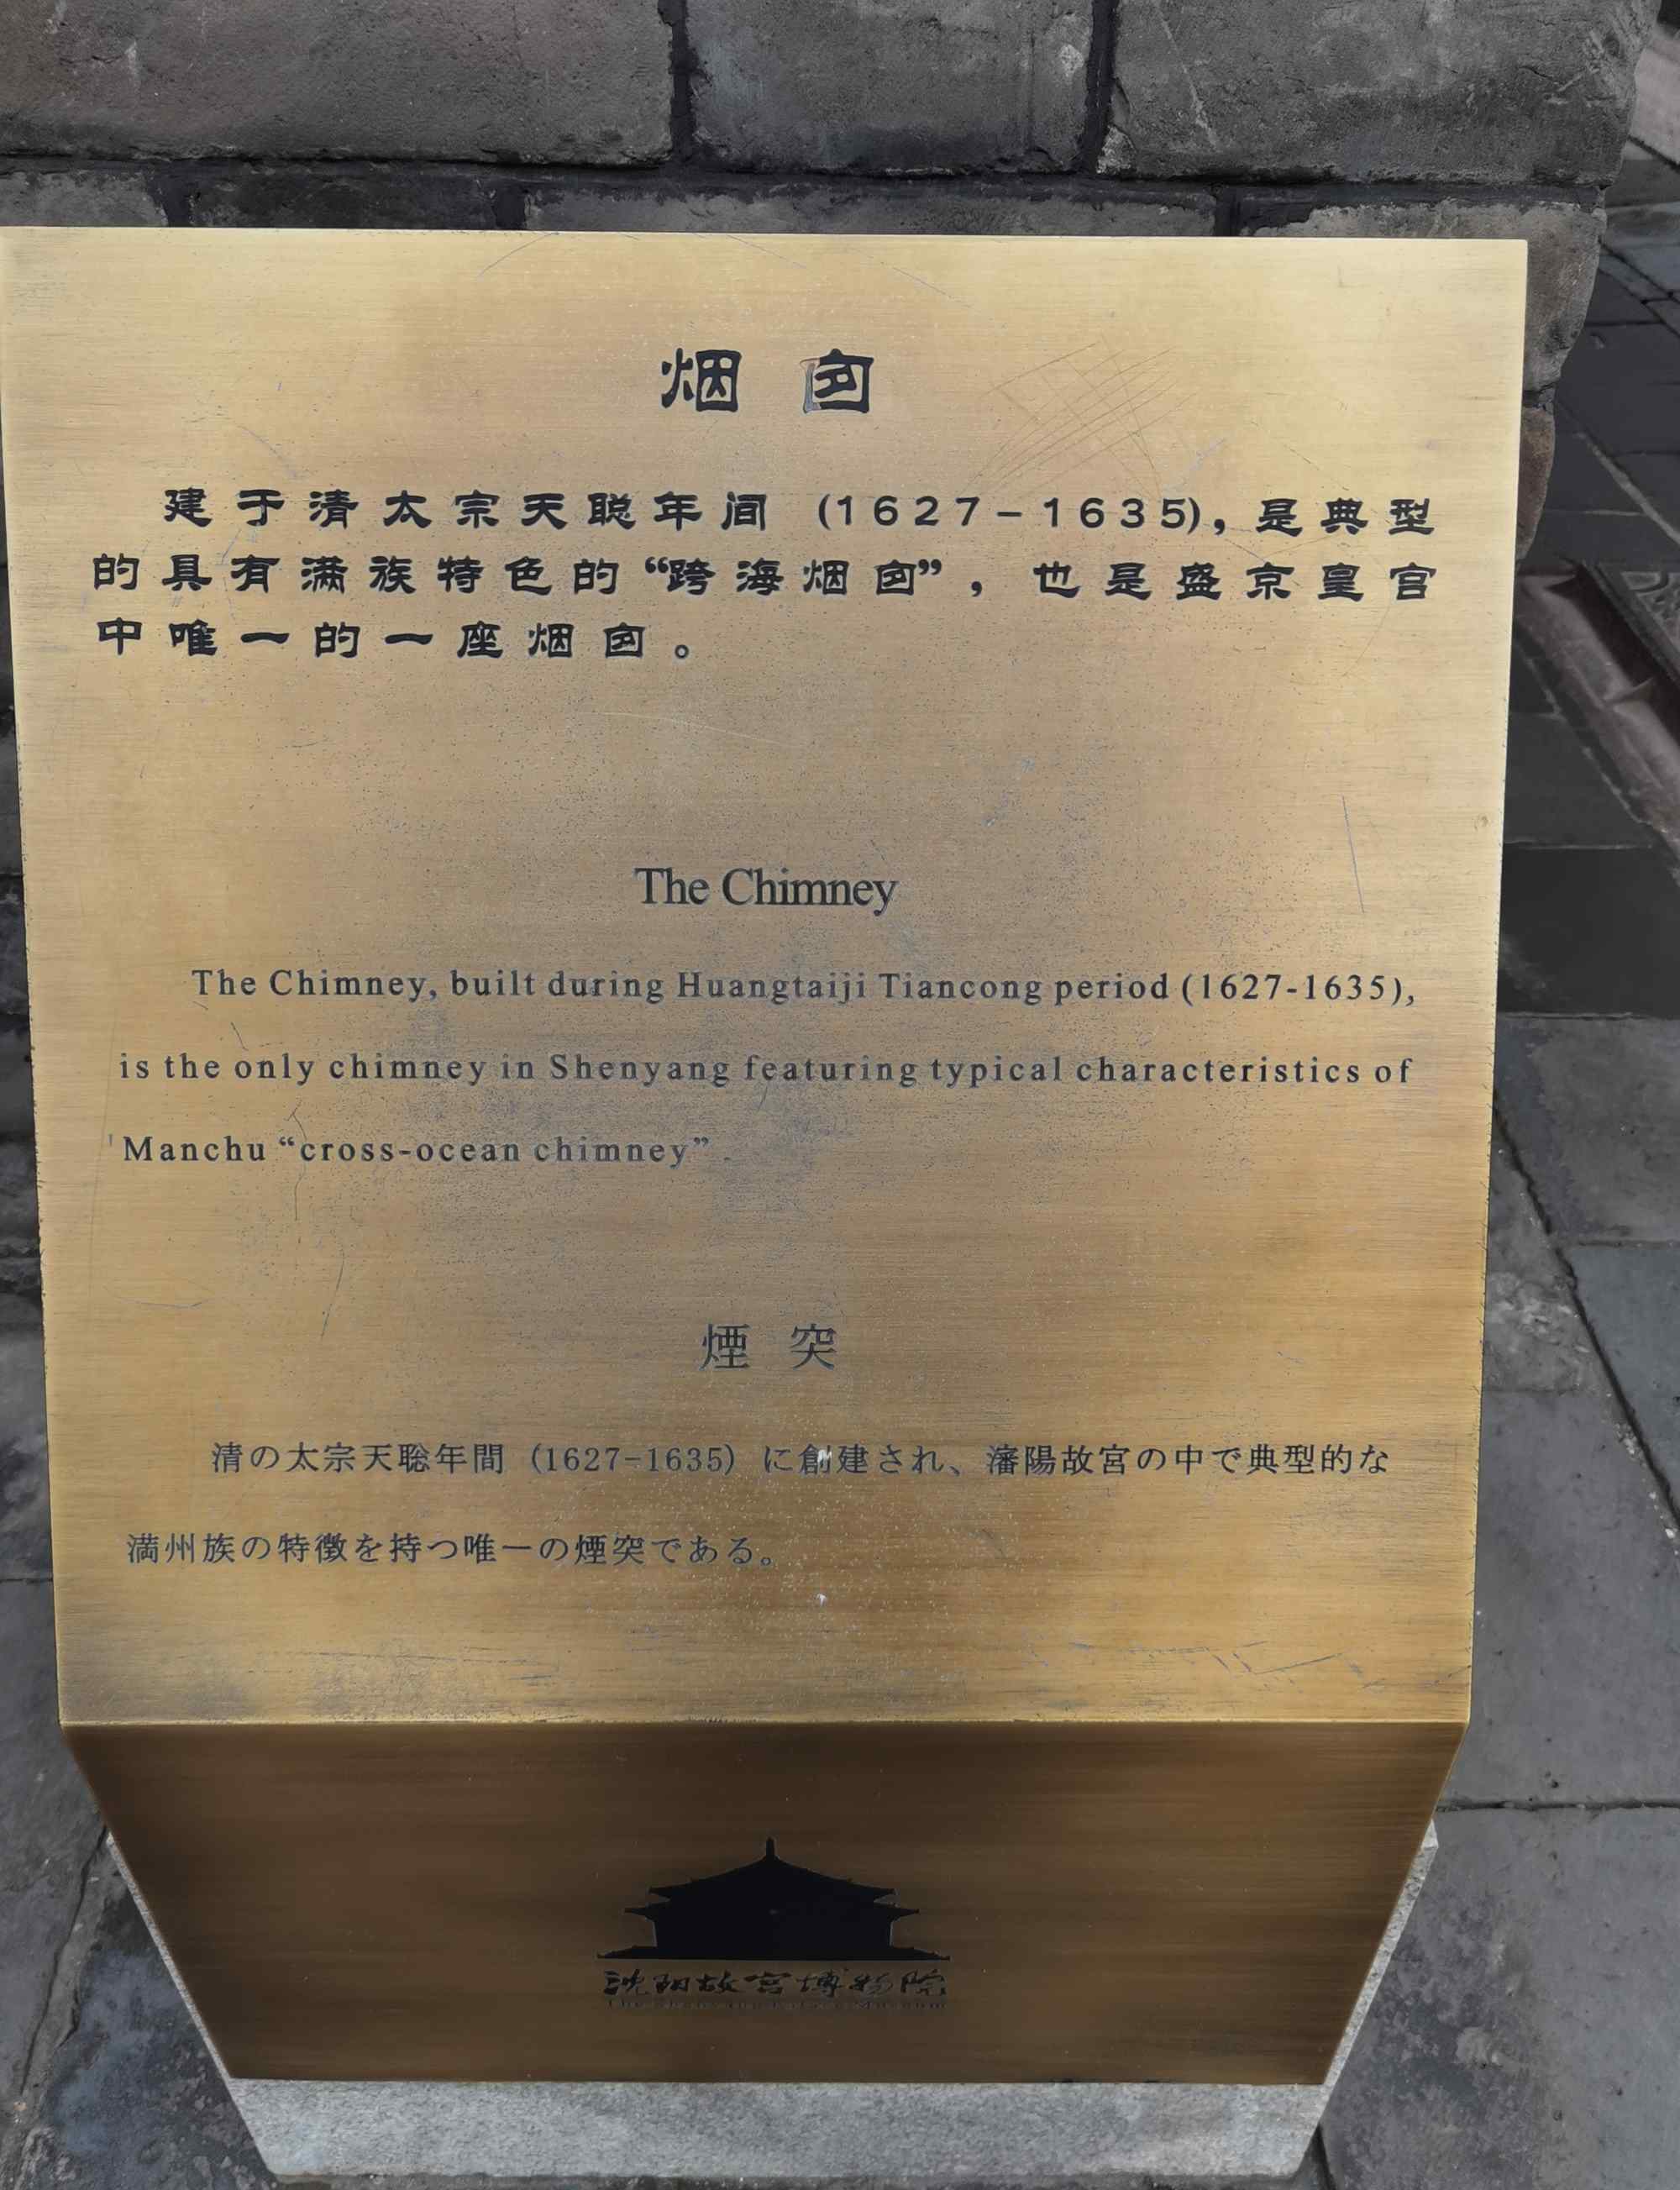 烟囱
建于清太宗天聪年间(1627-1635),是典型
的具有满族特色的“跨海烟囱”,也是盛京皇宫
中唯一的一座烟囱。
The Chimney
The Chimney, built during Huangtaiji Tiancong period (1627-1635),
is the only chimney in Shenyang featuring typical characteristics of
Manchu “cross-ocean chimney”.
煙突
清の太宗天聡年間(1627-1635)に創建され、瀋陽故宮の中で典型的な
満州族の特徴を持つ唯一の煙突である。
沈阳故宫博物院